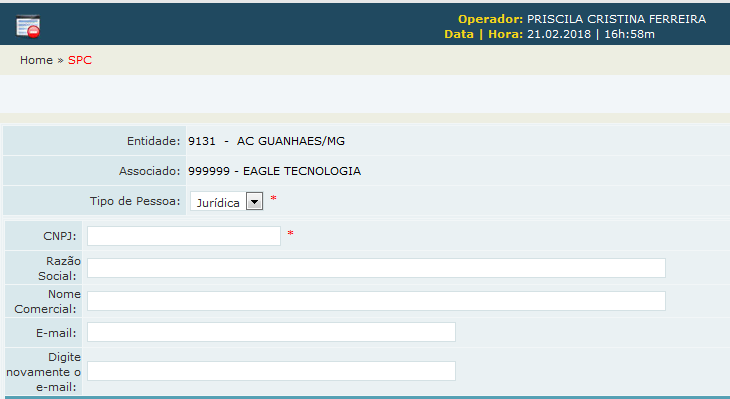 Operador: PRISCILA CRISTINA FERREIRA
Data | Hora: 21.02.2018 | 16h:58m
Home » SPC
Entidade: 9131 - AC GUANHAES/MG
Associado: 999999 - EAGLE TECNOLOGIA
Tipo de Pessoa: Jurídica *
CNPJ: *
Razão
Social:
Nome
Comercial:
E-mail:
Digite
novamente o
e-mail: